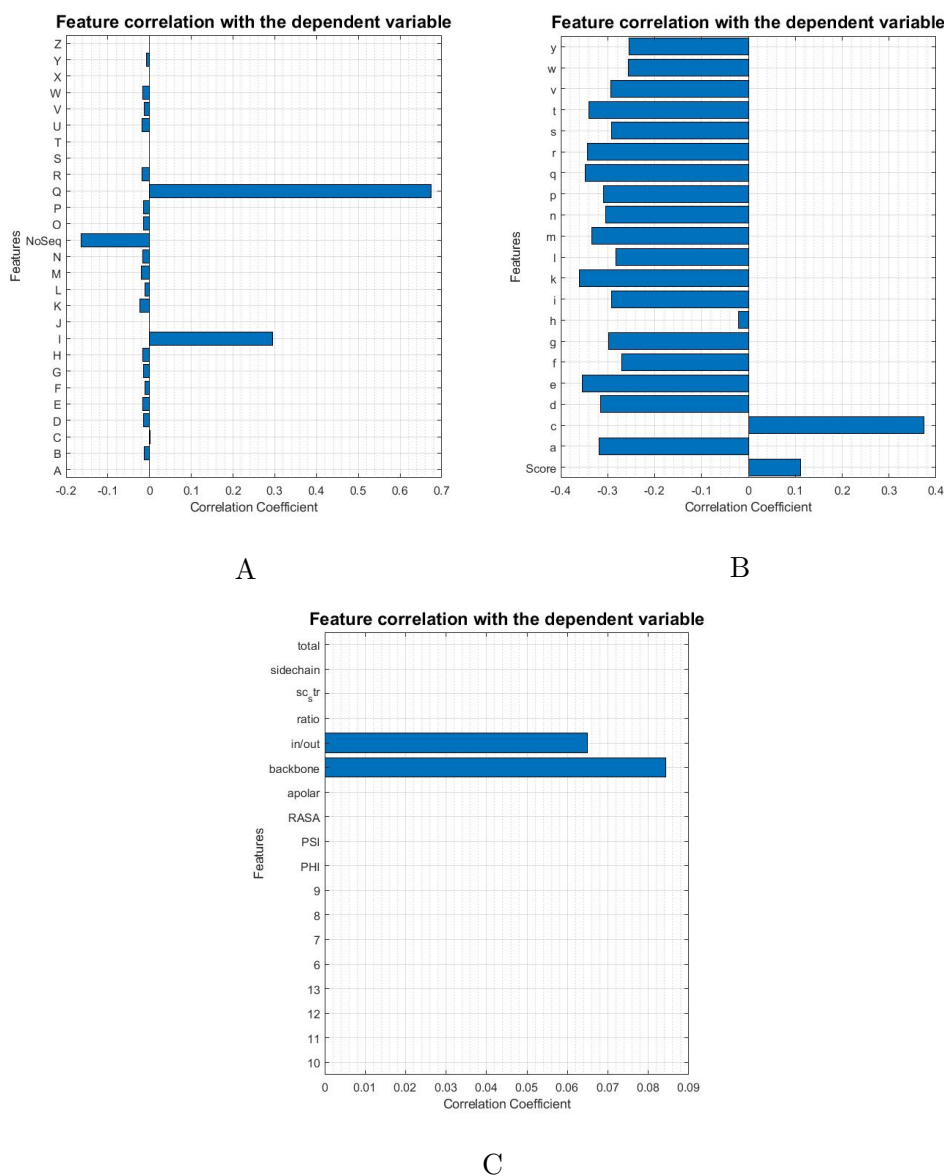 Feature correlation with the dependent variable
Z
Y
X
W
V
U
T
S
R
Q
P
O
NoSeq
N
M
L
K
J
I
H
G
F
E
D
C
B
A
Features
-0.2 -0.1 0 0.1 0.2 0.3 0.4 0.5 0.6 0.7
Correlation Coefficient
A
Feature correlation with the dependent variable
y
w
v
t
s
r
q
p
n
m
l
k
i
h
g
f
e
d
c
a
Score
Features
-0.4 -0.3 -0.2 -0.1 0 0.1 0.2 0.3 0.4
Correlation Coefficient
B
Feature correlation with the dependent variable
total
sidechain
sc_str
ratio
in/out
backbone
apolar
RASA
PSI
PHI
9
8
7
6
13
12
11
10
Features
0 0.01 0.02 0.03 0.04 0.05 0.06 0.07 0.08 0.09
Correlation Coefficient
C